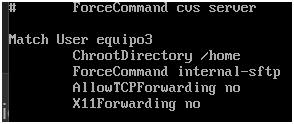 #       ForceCommand cvs server
Match User equipo3
        ChrootDirectory /home
        ForceCommand internal-sftp
        AllowTCPForwarding no
        X11Forwarding no